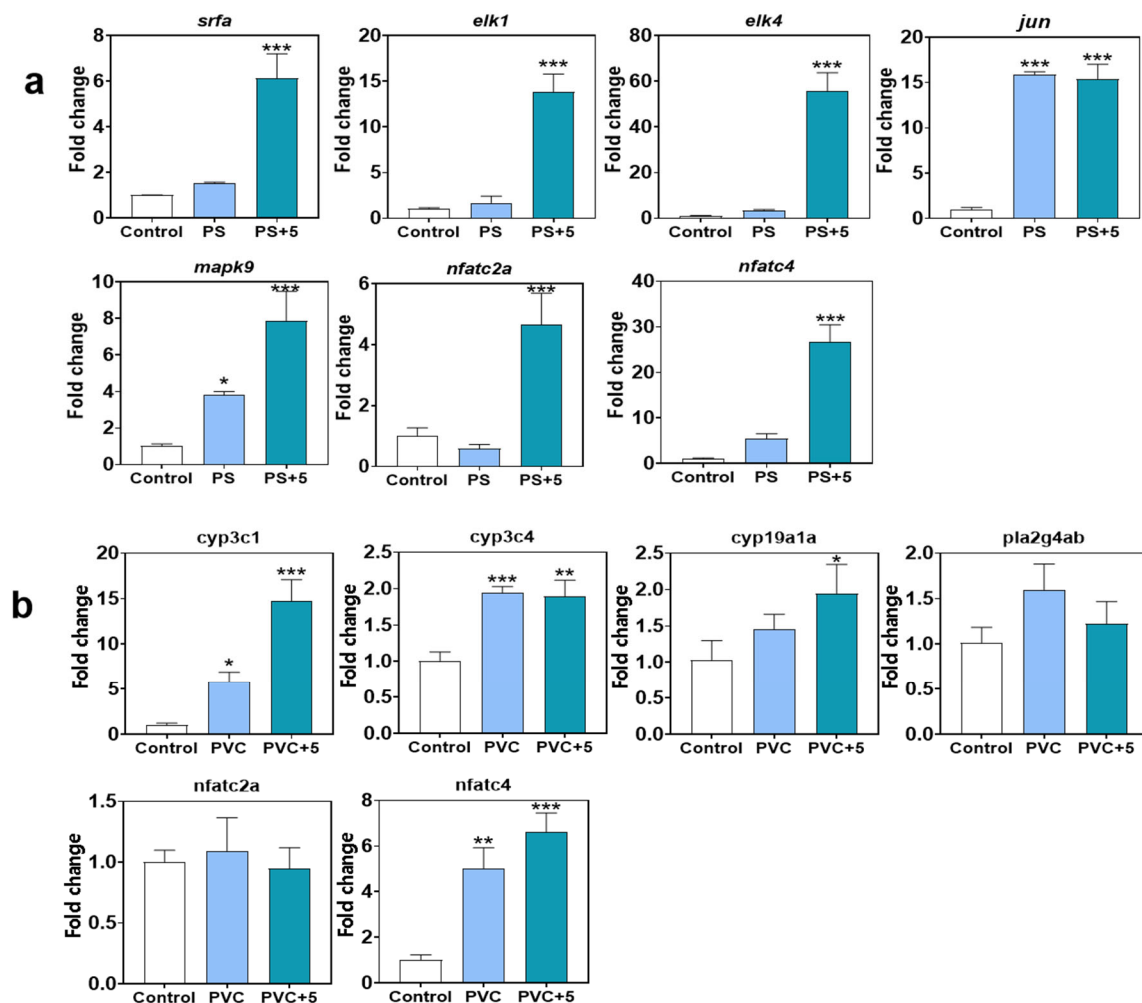 a
srfa
Fold change
8
6
4
2
0
***
Control PS PS+5
elk1
Fold change
20
15
10
5
0
***
Control PS PS+5
elk4
Fold change
80
60
40
20
0
***
Control PS PS+5
jun
Fold change
20
15
10
5
0
***
***
Control PS PS+5
mapk9
Fold change
10
8
6
4
2
0
*
***
Control PS PS+5
nfatc2a
Fold change
6
4
2
0
***
Control PS PS+5
nfatc4
Fold change
40
30
20
10
0
***
Control PS PS+5
b
cyp3c1
Fold change
20
15
10
5
0
*
***
Control PVC PVC+5
cyp3c4
Fold change
2.5
2.0
1.5
1.0
0.5
0.0
***
**
Control PVC PVC+5
cyp19a1a
Fold change
2.5
2.0
1.5
1.0
0.5
0.0
*
Control PVC PVC+5
pla2g4ab
Fold change
2.0
1.5
1.0
0.5
0.0
Control PVC PVC+5
nfatc2a
Fold change
1.5
1.0
0.5
0.0
Control PVC PVC+5
nfatc4
Fold change
8
6
4
2
0
**
***
Control PVC PVC+5